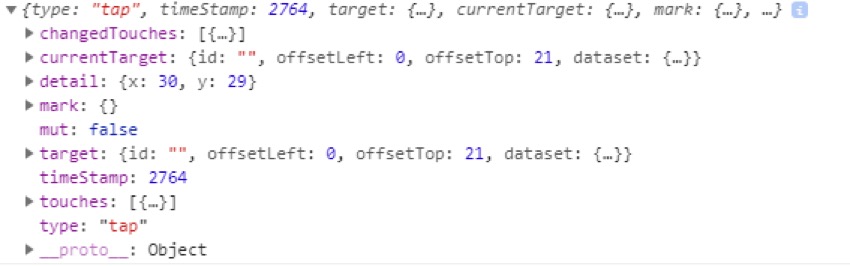 ▼{type: "tap", timeStamp: 2764, target: {…}, currentTarget: {…}, mark: {…}, …} i
▶changedTouches: [{…}]
▶currentTarget: {id: "", offsetLeft: 0, offsetTop: 21, dataset: {…}}
▶detail: {x: 30, y: 29}
▶mark: {}
mut: false
▶target: {id: "", offsetLeft: 0, offsetTop: 21, dataset: {…}}
timeStamp: 2764
▶touches: [{…}]
type: "tap"
▶__proto__: Object